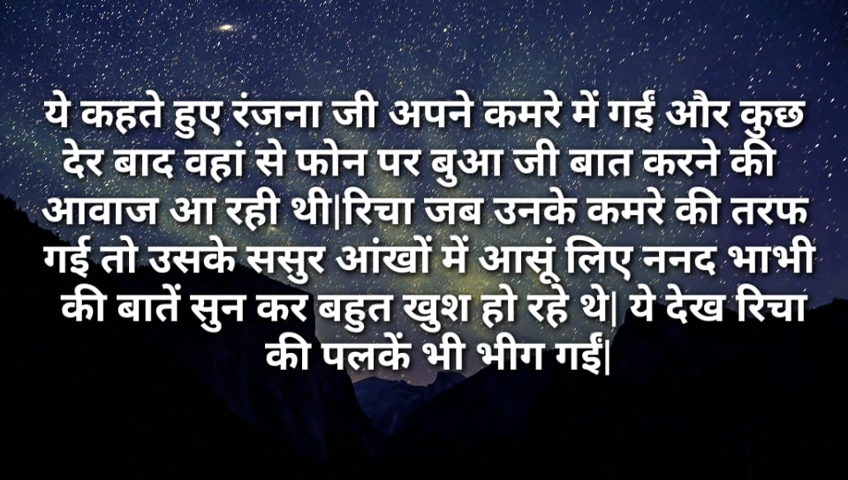 ये कहते हुए रंजना जी अपने कमरे में गईं और कुछ
देर बाद वहां से फोन पर बुआ जी बात करने की
आवाज आ रही थी|रिचा जब उनके कमरे की तरफ
गई तो उसके ससुर आंखों में आसूं लिए ननद भाभी
की बातें सुन कर बहुत खुश हो रहे थे| ये देख रिचा
की पलकें भी भीग गईं|